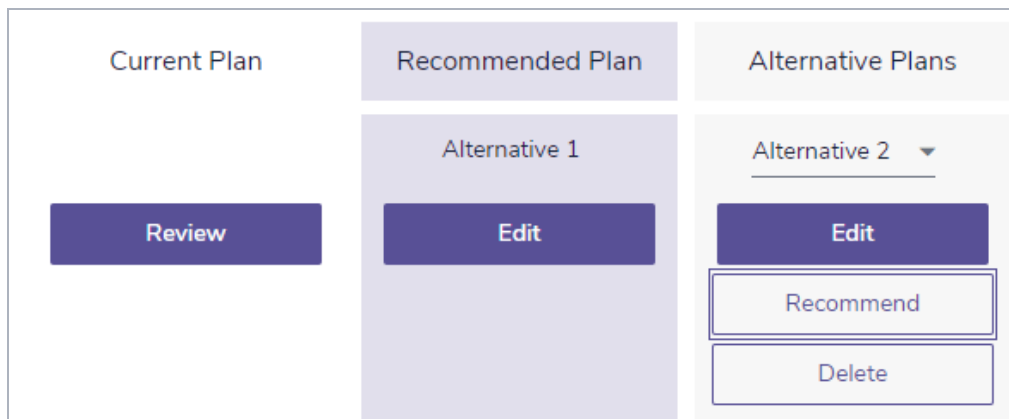 Current Plan
Recommended Plan
Alternative Plans
Alternative 1
Alternative 2
Review
Edit
Edit
Recommend
Delete